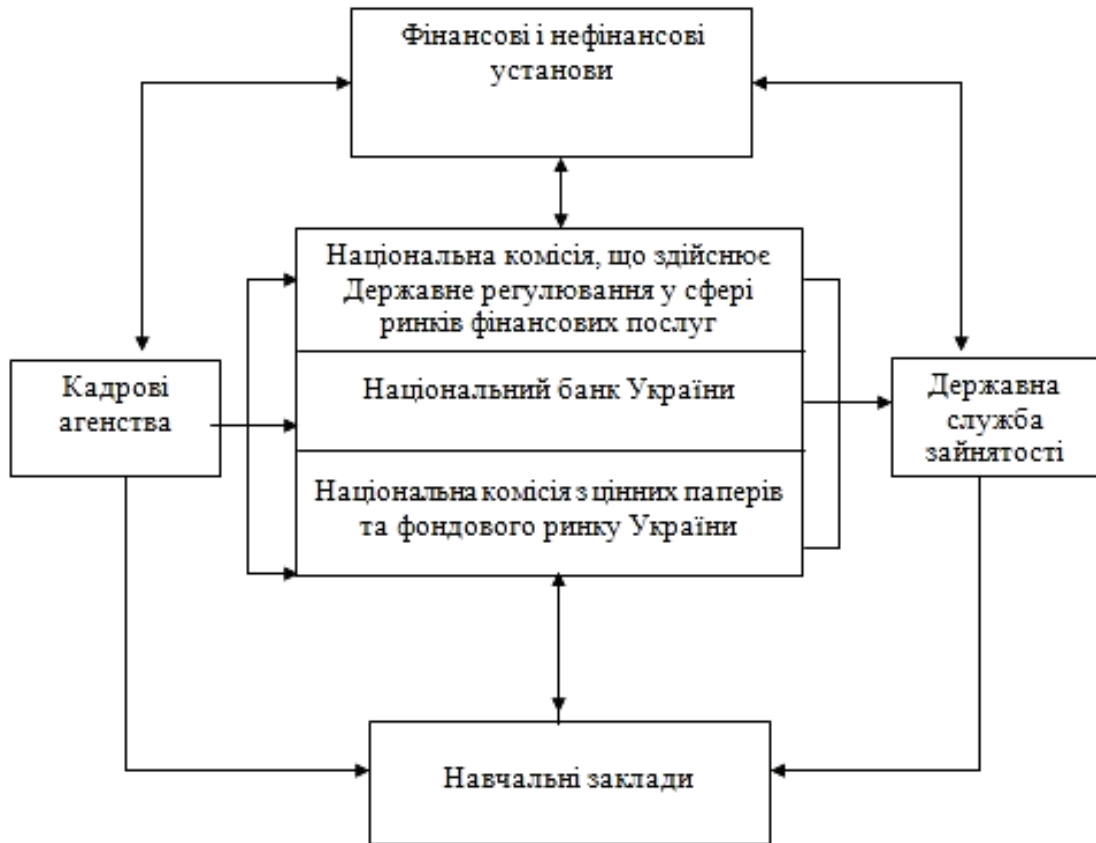 Фінансові і нефінансові
установи
Національна комісія, що здійснює
Державне регулювання у сфері
ринків фінансових послуг
Кадрові
агенства
Національний банк України
Державна
служба
зайнятості
Національна комісія з цінних паперів
та фондового ринку України
Навчальні заклади